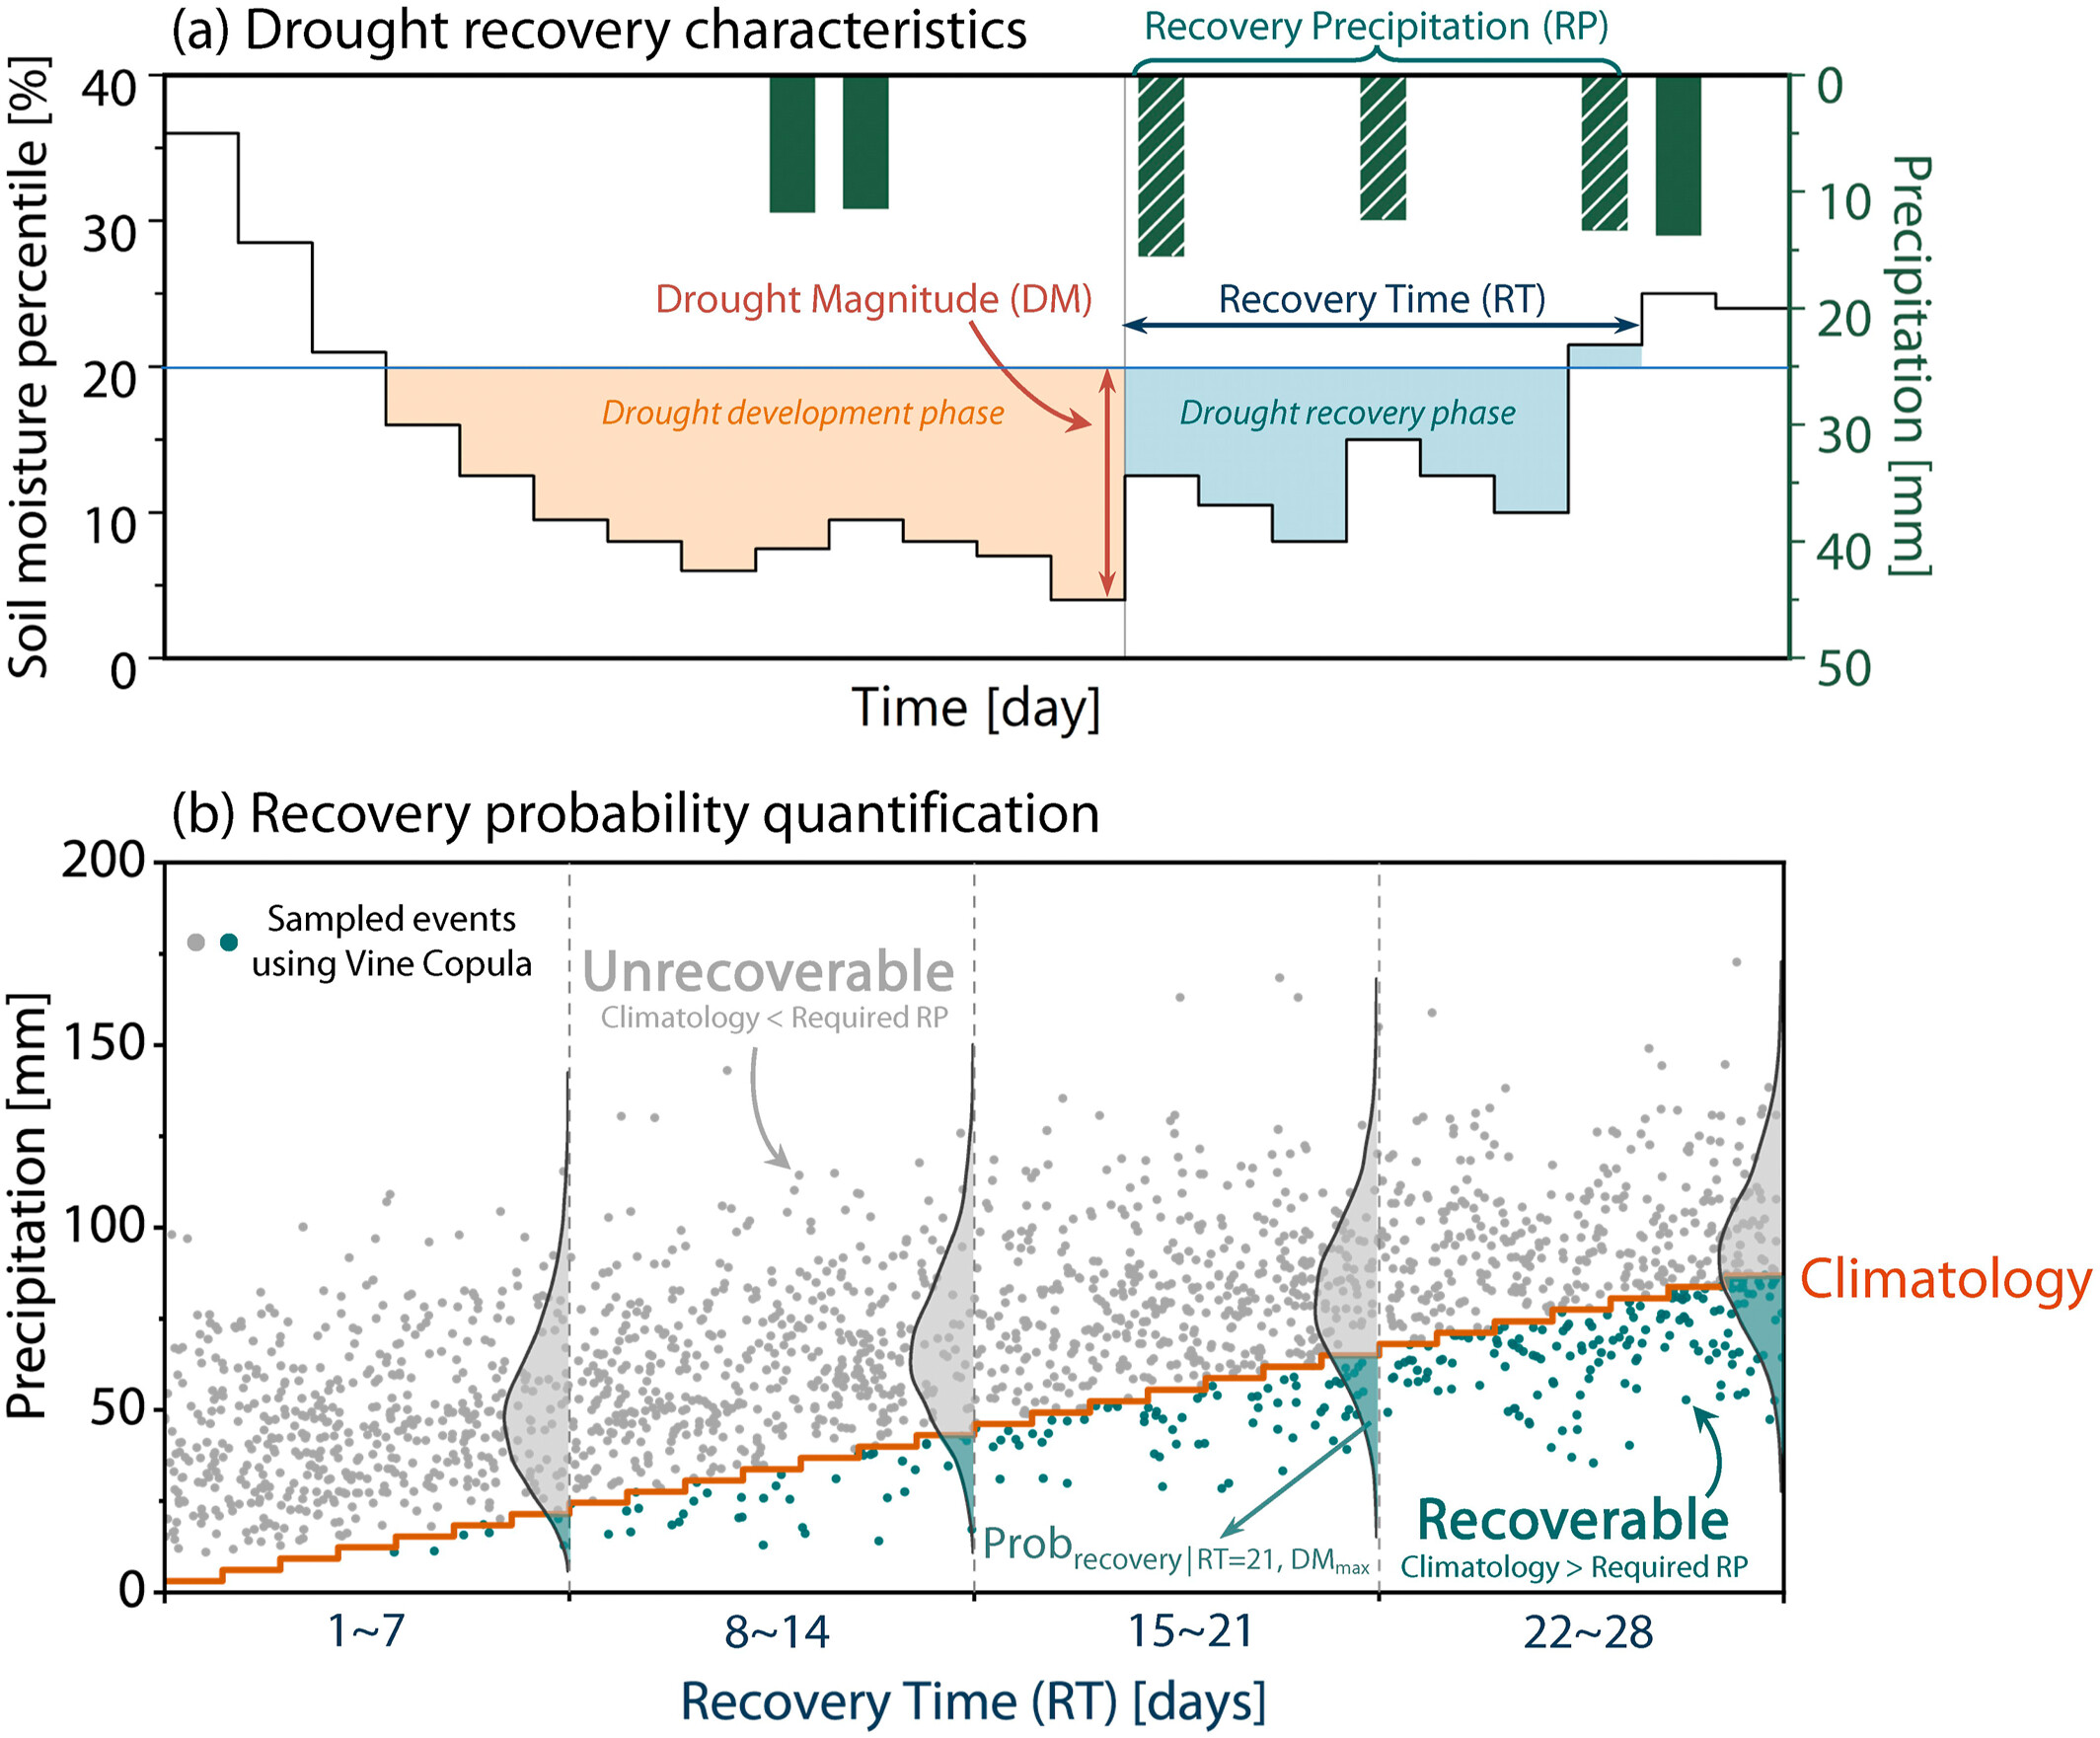 (a) Drought recovery characteristics
Recovery Precipitation (RP)
Soil moisture percentile [%]
40
30
20
10
0
0
10
20
30
40
50
Precipitation [mm]
Drought Magnitude (DM)
Recovery Time (RT)
Drought development phase
Drought recovery phase
Time [day]
(b) Recovery probability quantification
Precipitation [mm]
200
150
100
50
0
Sampled events
using Vine Copula
Unrecoverable
Climatology < Required RP
Climatology
Prob recovery|RT=21, DMmax
Recoverable
Climatology > Required RP
1~7
8~14
15~21
22~28
Recovery Time (RT) [days]